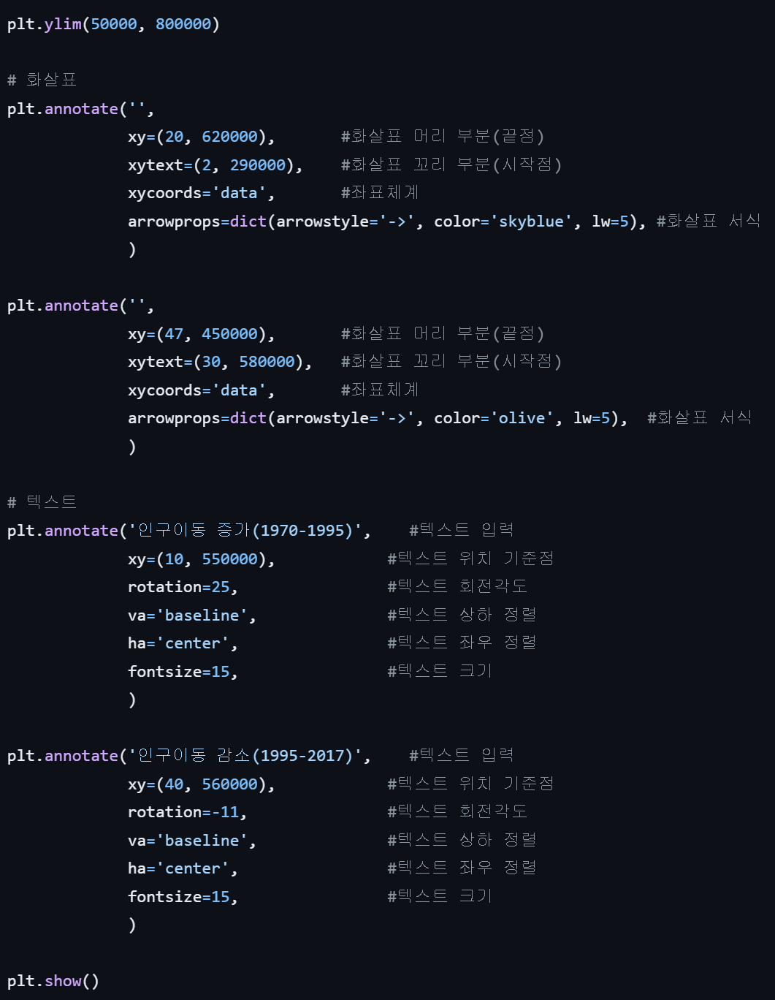 plt.ylim(50000, 800000)
# 화살표
plt.annotate('',
xy=(20, 620000), #화살표 머리 부분(끝점)
xytext=(2, 290000), #화살표 꼬리 부분(시작점)
xycoords='data', #좌표체계
arrowprops=dict(arrowstyle='->', color='skyblue', lw=5), #화살표 서식
)
plt.annotate('',
xy=(47, 450000), #화살표 머리 부분(끝점)
xytext=(30, 580000), #화살표 꼬리 부분(시작점)
xycoords='data', #좌표체계
arrowprops=dict(arrowstyle='->', color='olive', lw=5), #화살표 서식
)
# 텍스트
plt.annotate('인구이동 증가(1970-1995)', #텍스트 입력
xy=(10, 550000), #텍스트 위치 기준점
rotation=25, #텍스트 회전각도
va='baseline', #텍스트 상하 정렬
ha='center', #텍스트 좌우 정렬
fontsize=15, #텍스트 크기
)
plt.annotate('인구이동 감소(1995-2017)', #텍스트 입력
xy=(40, 560000), #텍스트 위치 기준점
rotation=-11, #텍스트 회전각도
va='baseline', #텍스트 상하 정렬
ha='center', #텍스트 좌우 정렬
fontsize=15, #텍스트 크기
)
plt.show()